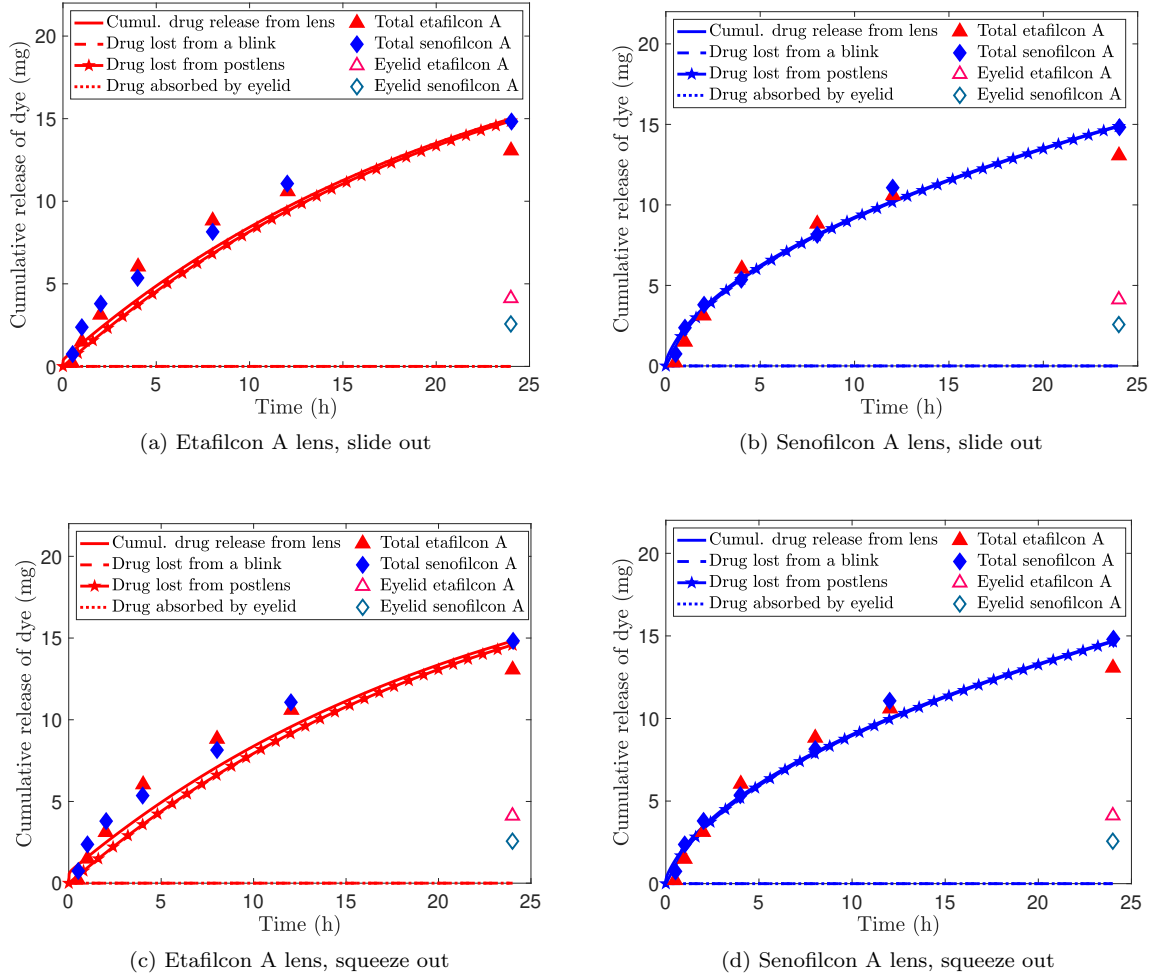 Cumul. drug release from lens
Drug lost from a blink
Drug lost from postlens
Drug absorbed by eyelid
Total etafilcon A
Total senofilcon A
Eyelid etafilcon A
Eyelid senofilcon A
Cumulative release of dye (mg)
20
15
10
5
0
0 5 10 15 20 25
Time (h)
(a) Etafilcon A lens, slide out
Cumul. drug release from lens
Drug lost from a blink
Drug lost from postlens
Drug absorbed by eyelid
Total etafilcon A
Total senofilcon A
Eyelid etafilcon A
Eyelid senofilcon A
Cumulative release of dye (mg)
20
15
10
5
0
0 5 10 15 20 25
Time (h)
(b) Senofilcon A lens, slide out
Cumul. drug release from lens
Drug lost from a blink
Drug lost from postlens
Drug absorbed by eyelid
Total etafilcon A
Total senofilcon A
Eyelid etafilcon A
Eyelid senofilcon A
Cumulative release of dye (mg)
20
15
10
5
0
0 5 10 15 20 25
Time (h)
(c) Etafilcon A lens, squeeze out
Cumul. drug release from lens
Drug lost from a blink
Drug lost from postlens
Drug absorbed by eyelid
Total etafilcon A
Total senofilcon A
Eyelid etafilcon A
Eyelid senofilcon A
Cumulative release of dye (mg)
20
15
10
5
0
0 5 10 15 20 25
Time (h)
(d) Senofilcon A lens, squeeze out